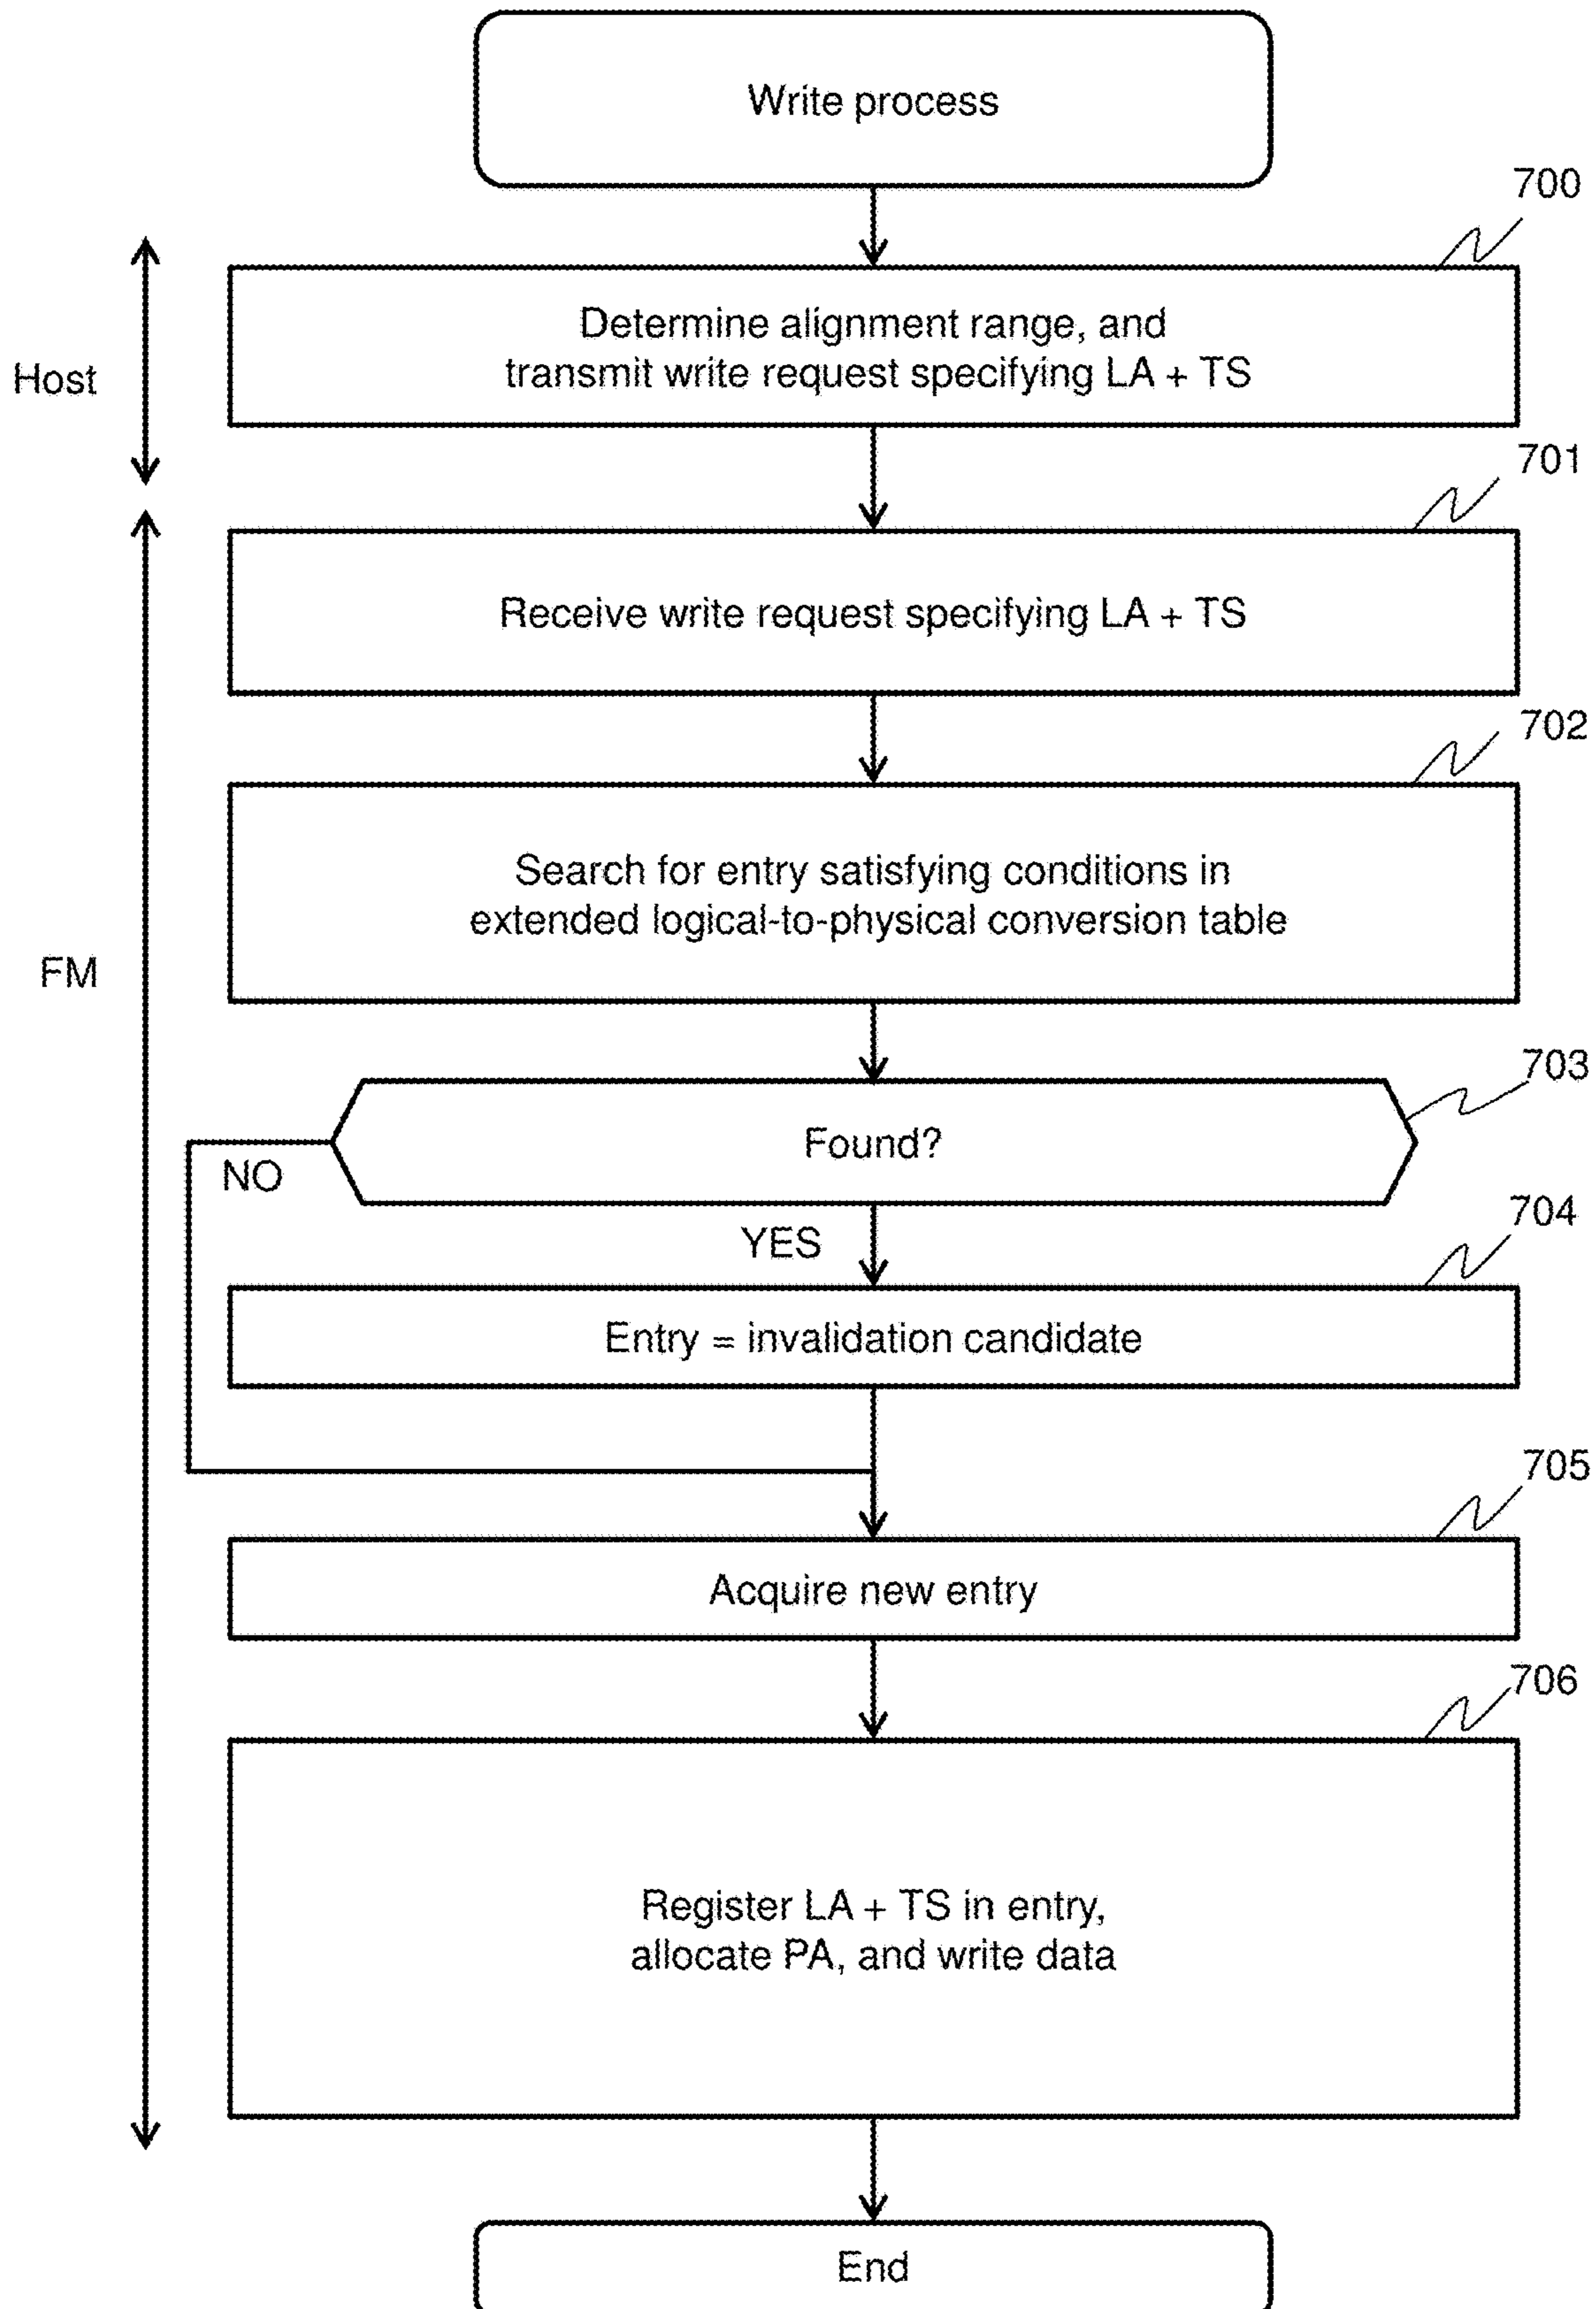 Write process
700
Determine alignment range, and
transmit write request specifying LA + TS
Host
701
Receive write request specifying LA + TS
702
Search for entry satisfying conditions in
extended logical-to-physical conversion table
FM
703
Found?
NO
YES
704
Entry = invalidation candidate
705
Acquire new entry
706
Register LA + TS in entry,
allocate PA, and write data
End